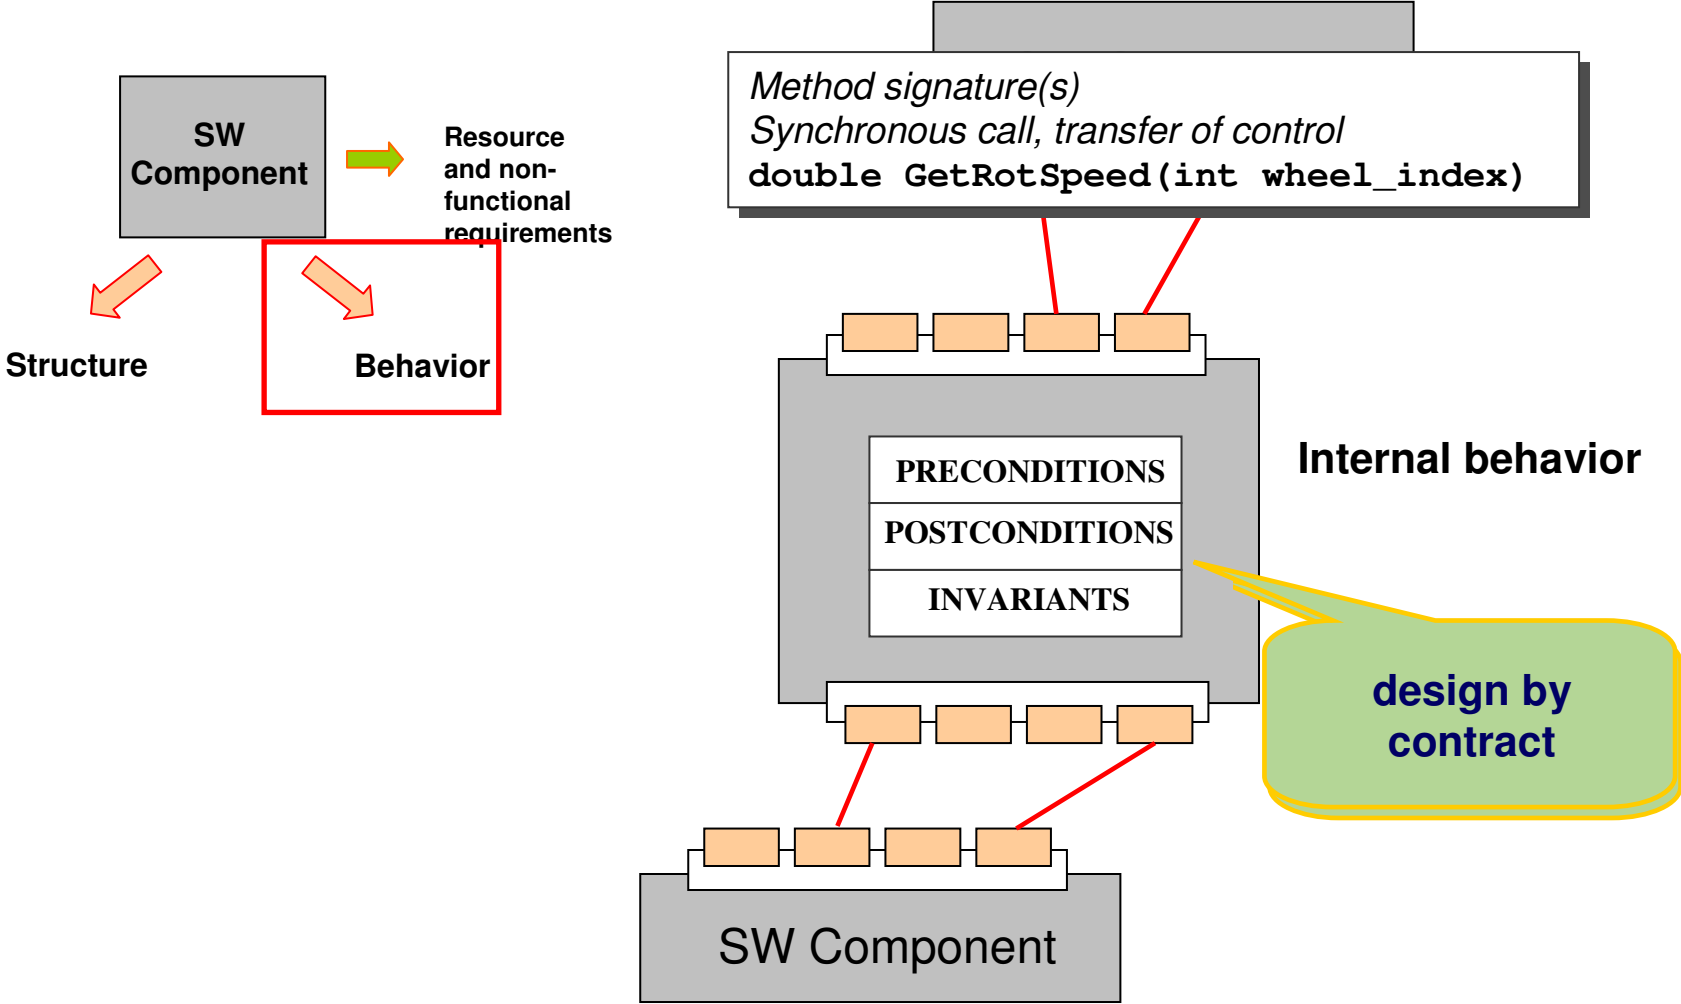 SW
Component
Resource
and non-
functional
requirements
Structure
Behavior
Method signature(s)
Synchronous call, transfer of control
double GetRotSpeed(int wheel_index)
PRECONDITIONS
POSTCONDITIONS
INVARIANTS
Internal behavior
design by
contract
SW Component